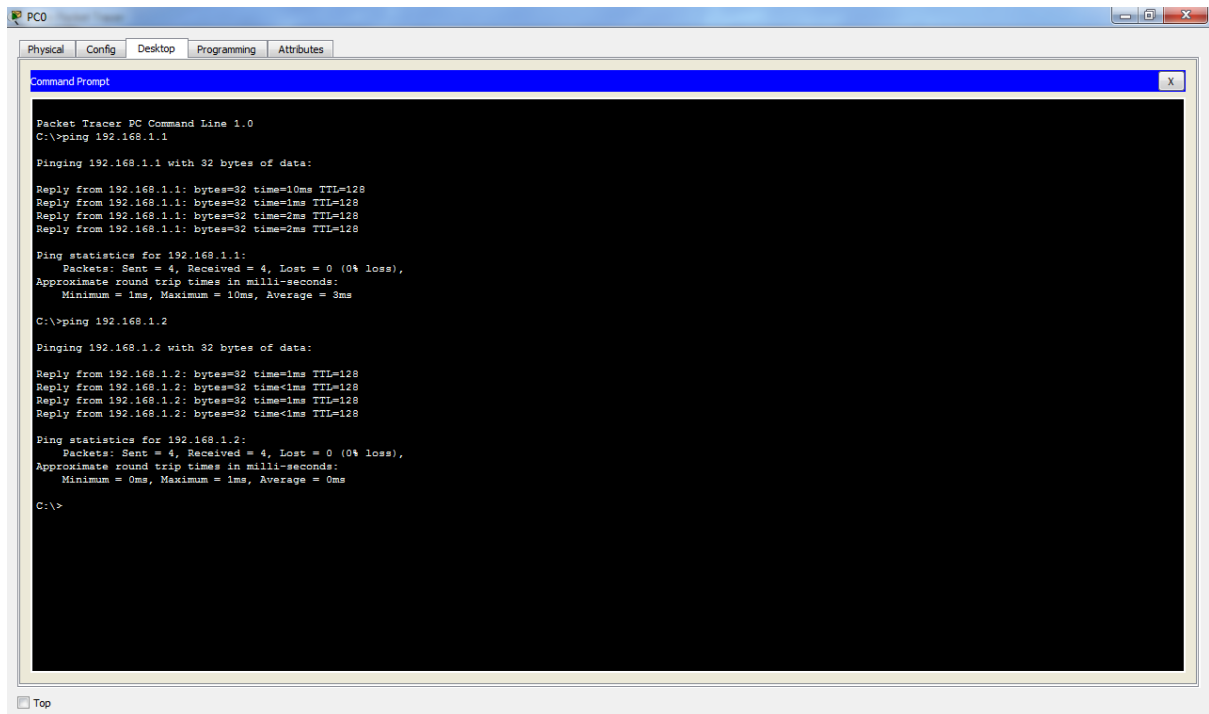 PC0
Physical Config Desktop Programming Attributes
Command Prompt
X
Packet Tracer PC Command Line 1.0
C:\>ping 192.168.1.1
Pinging 192.168.1.1 with 32 bytes of data:
Reply from 192.168.1.1: bytes=32 time=10ms TTL=128
Reply from 192.168.1.1: bytes=32 time=1ms TTL=128
Reply from 192.168.1.1: bytes=32 time=2ms TTL=128
Reply from 192.168.1.1: bytes=32 time=2ms TTL=128
Ping statistics for 192.168.1.1:
    Packets: Sent = 4, Received = 4, Lost = 0 (0% loss),
Approximate round trip times in milli-seconds:
    Minimum = 1ms, Maximum = 10ms, Average = 3ms
C:\>ping 192.168.1.2
Pinging 192.168.1.2 with 32 bytes of data:
Reply from 192.168.1.2: bytes=32 time=1ms TTL=128
Reply from 192.168.1.2: bytes=32 time<1ms TTL=128
Reply from 192.168.1.2: bytes=32 time=1ms TTL=128
Reply from 192.168.1.2: bytes=32 time<1ms TTL=128
Ping statistics for 192.168.1.2:
    Packets: Sent = 4, Received = 4, Lost = 0 (0% loss),
Approximate round trip times in milli-seconds:
    Minimum = 0ms, Maximum = 1ms, Average = 0ms
C:\>
Top